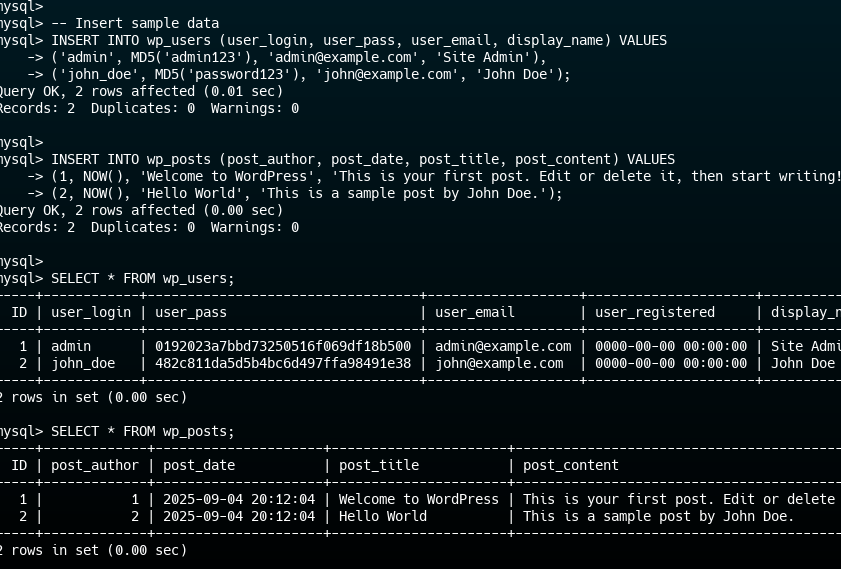 mysql>
mysql> -- Insert sample data
mysql> INSERT INTO wp_users (user_login, user_pass, user_email, display_name) VALUES
    -> ('admin', MD5('admin123'), 'admin@example.com', 'Site Admin'),
    -> ('john_doe', MD5('password123'), 'john@example.com', 'John Doe');
Query OK, 2 rows affected (0.01 sec)
Records: 2  Duplicates: 0  Warnings: 0

mysql>
mysql> INSERT INTO wp_posts (post_author, post_date, post_title, post_content) VALUES
    -> (1, NOW(), 'Welcome to WordPress', 'This is your first post. Edit or delete it, then start writing!
    -> (2, NOW(), 'Hello World', 'This is a sample post by John Doe.');
Query OK, 2 rows affected (0.00 sec)
Records: 2  Duplicates: 0  Warnings: 0

mysql>
mysql> SELECT * FROM wp_users;
-----+------------+----------------------------------+-------------------+---------------------+----------
  ID | user_login | user_pass                        | user_email        | user_registered     | display_n
-----+------------+----------------------------------+-------------------+---------------------+----------
   1 | admin      | 0192023a7bbd73250516f069df18b500 | admin@example.com | 0000-00-00 00:00:00 | Site Admi
   2 | john_doe   | 482c811da5d5b4bc6d497ffa98491e38 | john@example.com  | 0000-00-00 00:00:00 | John Doe
-----+------------+----------------------------------+-------------------+---------------------+----------
2 rows in set (0.00 sec)

mysql> SELECT * FROM wp_posts;
-----+-------------+---------------------+----------------------+----------------------------------------
  ID | post_author | post_date           | post_title           | post_content
-----+-------------+---------------------+----------------------+----------------------------------------
   1 |           1 | 2025-09-04 20:12:04 | Welcome to WordPress | This is your first post. Edit or delete
   2 |           2 | 2025-09-04 20:12:04 | Hello World          | This is a sample post by John Doe.
-----+-------------+---------------------+----------------------+----------------------------------------
2 rows in set (0.00 sec)